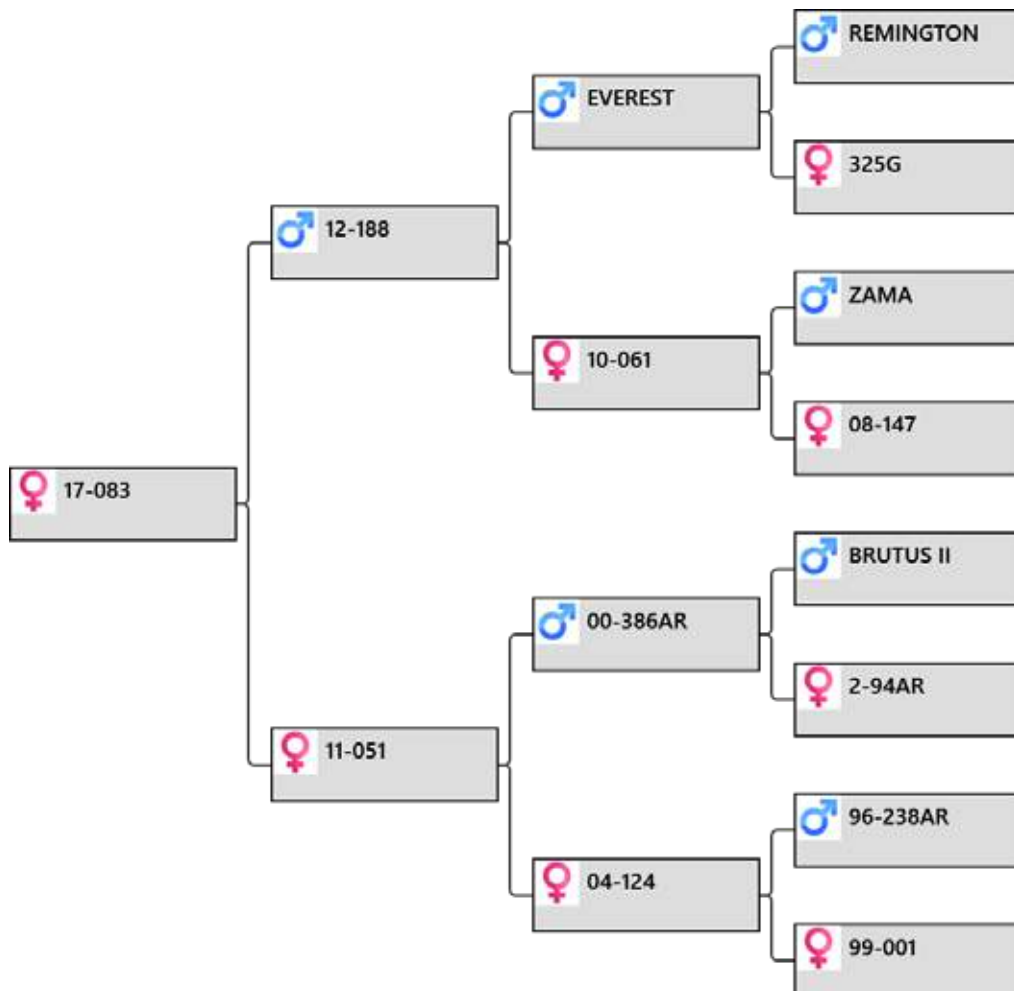 REMINGTON
EVEREST
325G
12-188
ZAMA
10-061
08-147
17-083
BRUTUS II
00-386AR
2-94AR
11-051
96-238AR
04-124
99-001